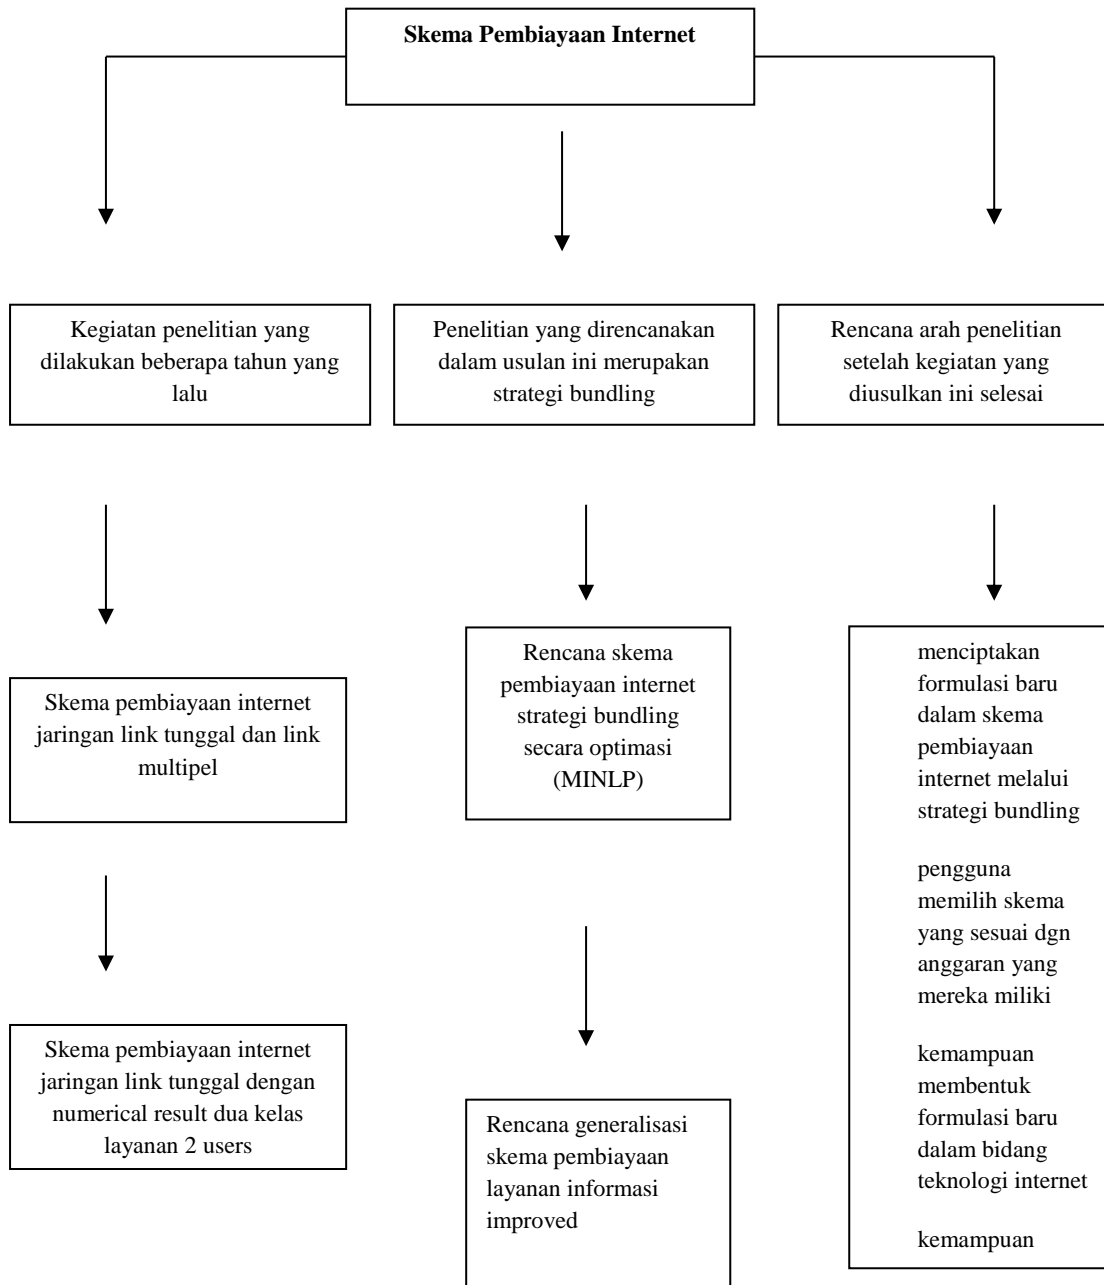 Skema Pembiayaan Internet
Kegiatan penelitian yang
dilakukan beberapa tahun yang
lalu
Penelitian yang direncanakan
dalam usulan ini merupakan
strategi bundling
Rencana arah penelitian
setelah kegiatan yang
diusulkan ini selesai
Skema pembiayaan internet
jaringan link tunggal dan link
multipel
Rencana skema
pembiayaan internet
strategi bundling
secara optimasi
(MINLP)
menciptakan
formulasi baru
dalam skema
pembiayaan
internet melalui
strategi bundling
pengguna
memilih skema
yang sesuai dgn
anggaran yang
mereka miliki
kemampuan
membentuk
formulasi baru
dalam bidang
teknologi internet
kemampuan
Skema pembiayaan internet
jaringan link tunggal dengan
numerical result dua kelas
layanan 2 users
Rencana generalisasi
skema pembiayaan
layanan informasi
improved